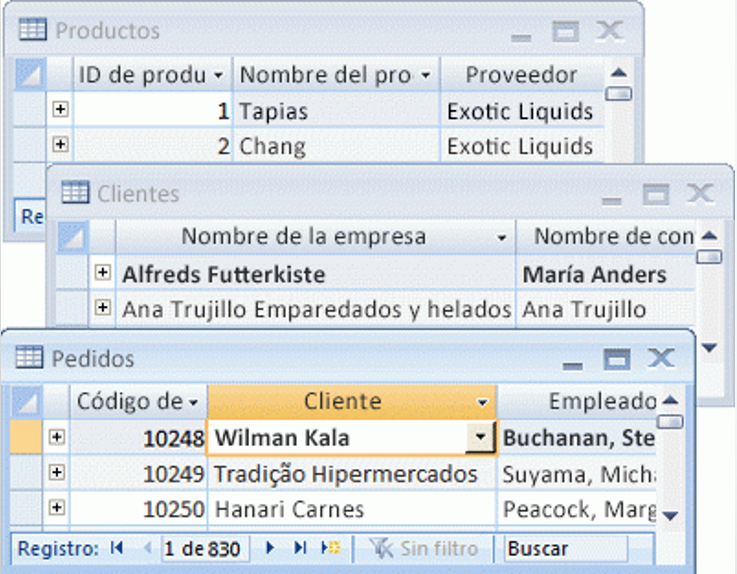 Productos
ID de produ Nombre del pro Proveedor
1 Tapias Exotic Liquids
2 Chang Exotic Liquids
Re
Clientes
Nombre de la empresa Nombre de con
Alfreds Futterkiste María Anders
Ana Trujillo Emparedados y helados Ana Trujillo
Pedidos
Código de Cliente Empleado
10248 Wilman Kala Buchanan, Ste
10249 Tradição Hipermercados Suyama, Micha
10250 Hanari Carnes Peacock, Marg
Registro: 1 de 830 Sin filtro Buscar